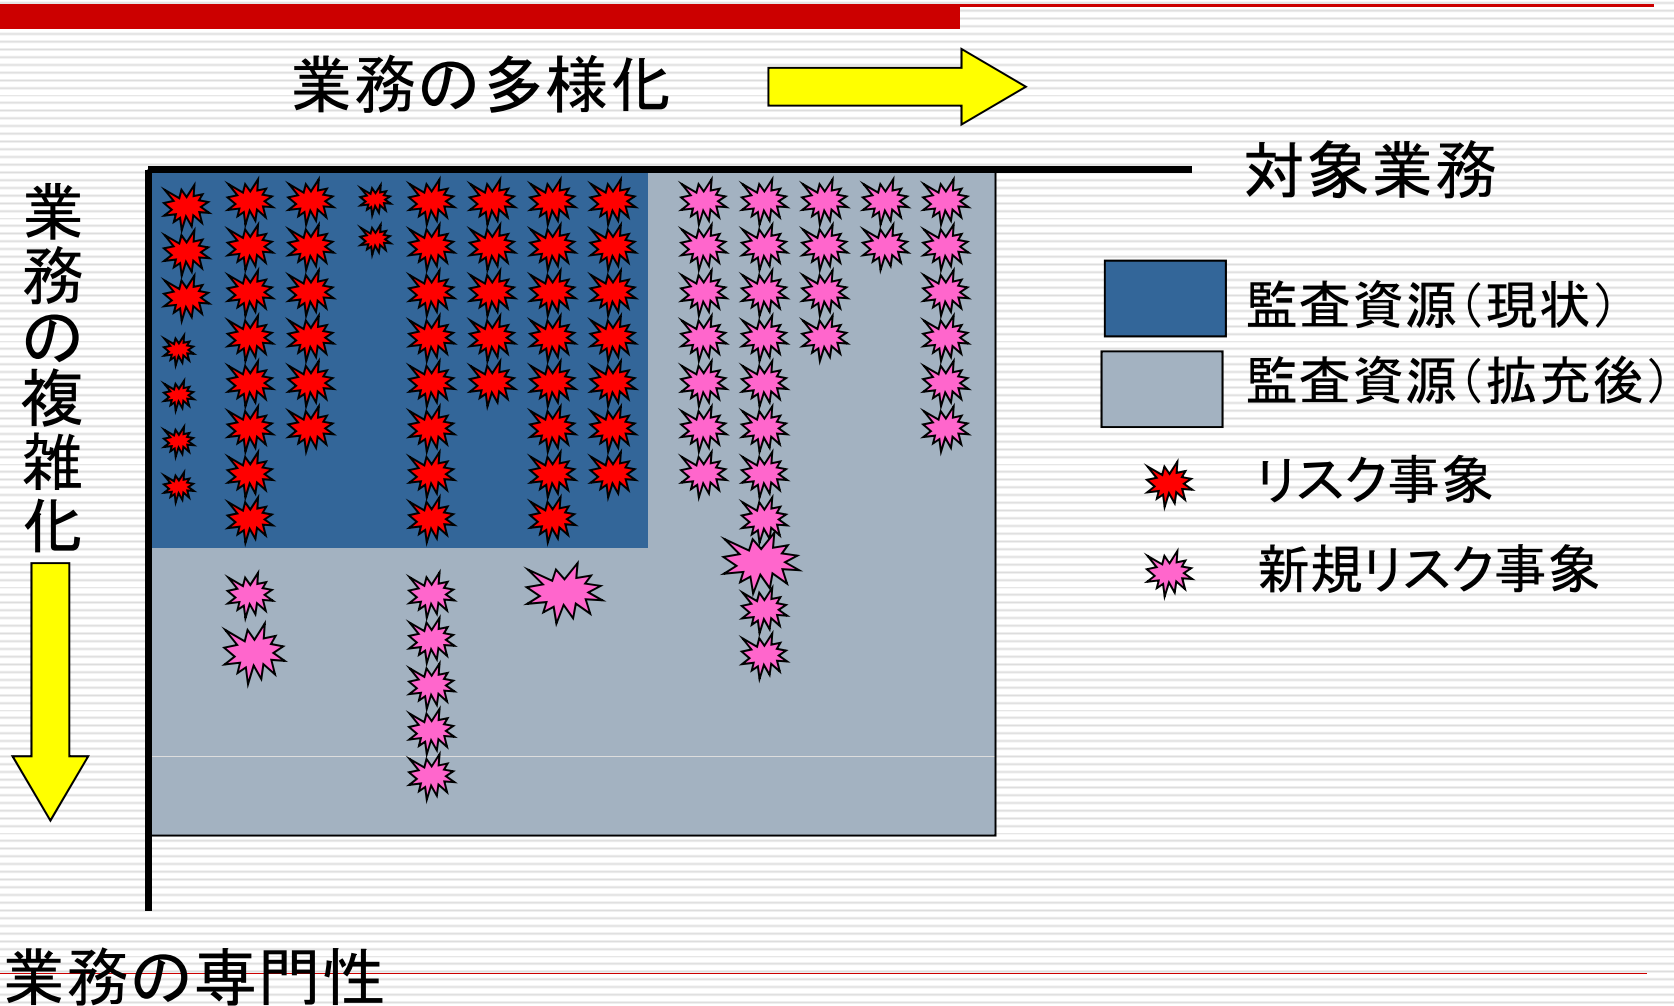 業務の多様化
対象業務
業務の複雑化
監査資源（現状）
監査資源（拡充後）
リスク事象
新規リスク事象
業務の専門性